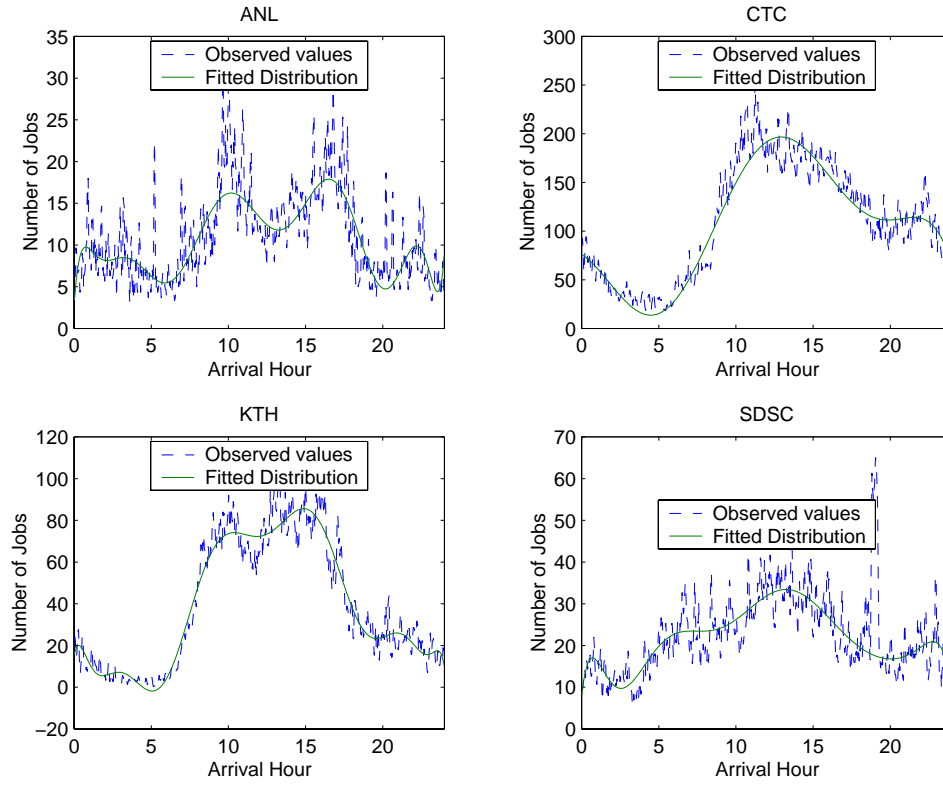 ANL
35
30
25
20
15
10
5
0
Number of Jobs
Observed values
Fitted Distribution
0 5 10 15 20
Arrival Hour
CTC
300
250
200
150
100
50
0
Number of Jobs
Observed values
Fitted Distribution
0 5 10 15 20
Arrival Hour
KTH
120
100
80
60
40
20
0
−20
Number of Jobs
Observed values
Fitted Distribution
0 5 10 15 20
Arrival Hour
SDSC
70
60
50
40
30
20
10
0
Number of Jobs
Observed values
Fitted Distribution
0 5 10 15 20
Arrival Hour